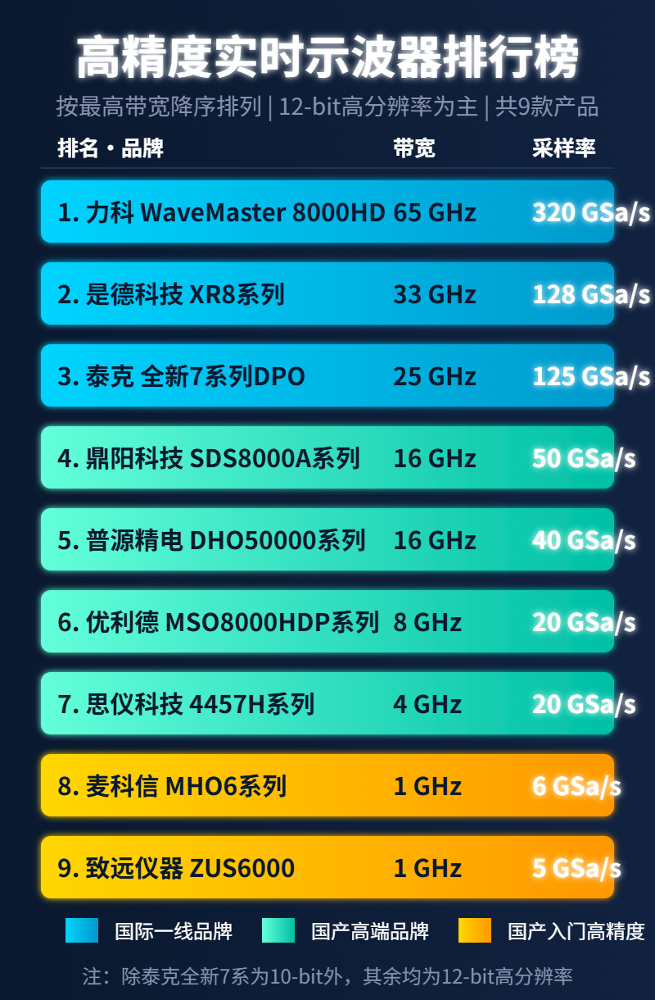 高精度实时示波器排行榜
按最高带宽降序排列 | 12-bit高分辨率为主 | 共9款产品
排名・品牌 带宽 采样率
1. 力科 WaveMaster 8000HD 65 GHz 320 GSa/s
2. 是德科技 XR8系列 33 GHz 128 GSa/s
3. 泰克 全新7系列DPO 25 GHz 125 GSa/s
4. 鼎阳科技 SDS8000A系列 16 GHz 50 GSa/s
5. 普源精电 DHO50000系列 16 GHz 40 GSa/s
6. 优利德 MSO8000HDP系列 8 GHz 20 GSa/s
7. 思仪科技 4457H系列 4 GHz 20 GSa/s
8. 麦科信 MHO6系列 1 GHz 6 GSa/s
9. 致远仪器 ZUS6000 1 GHz 5 GSa/s
国际一线品牌 国产高端品牌 国产入门高精度
注：除泰克全新7系为10-bit外，其余均为12-bit高分辨率